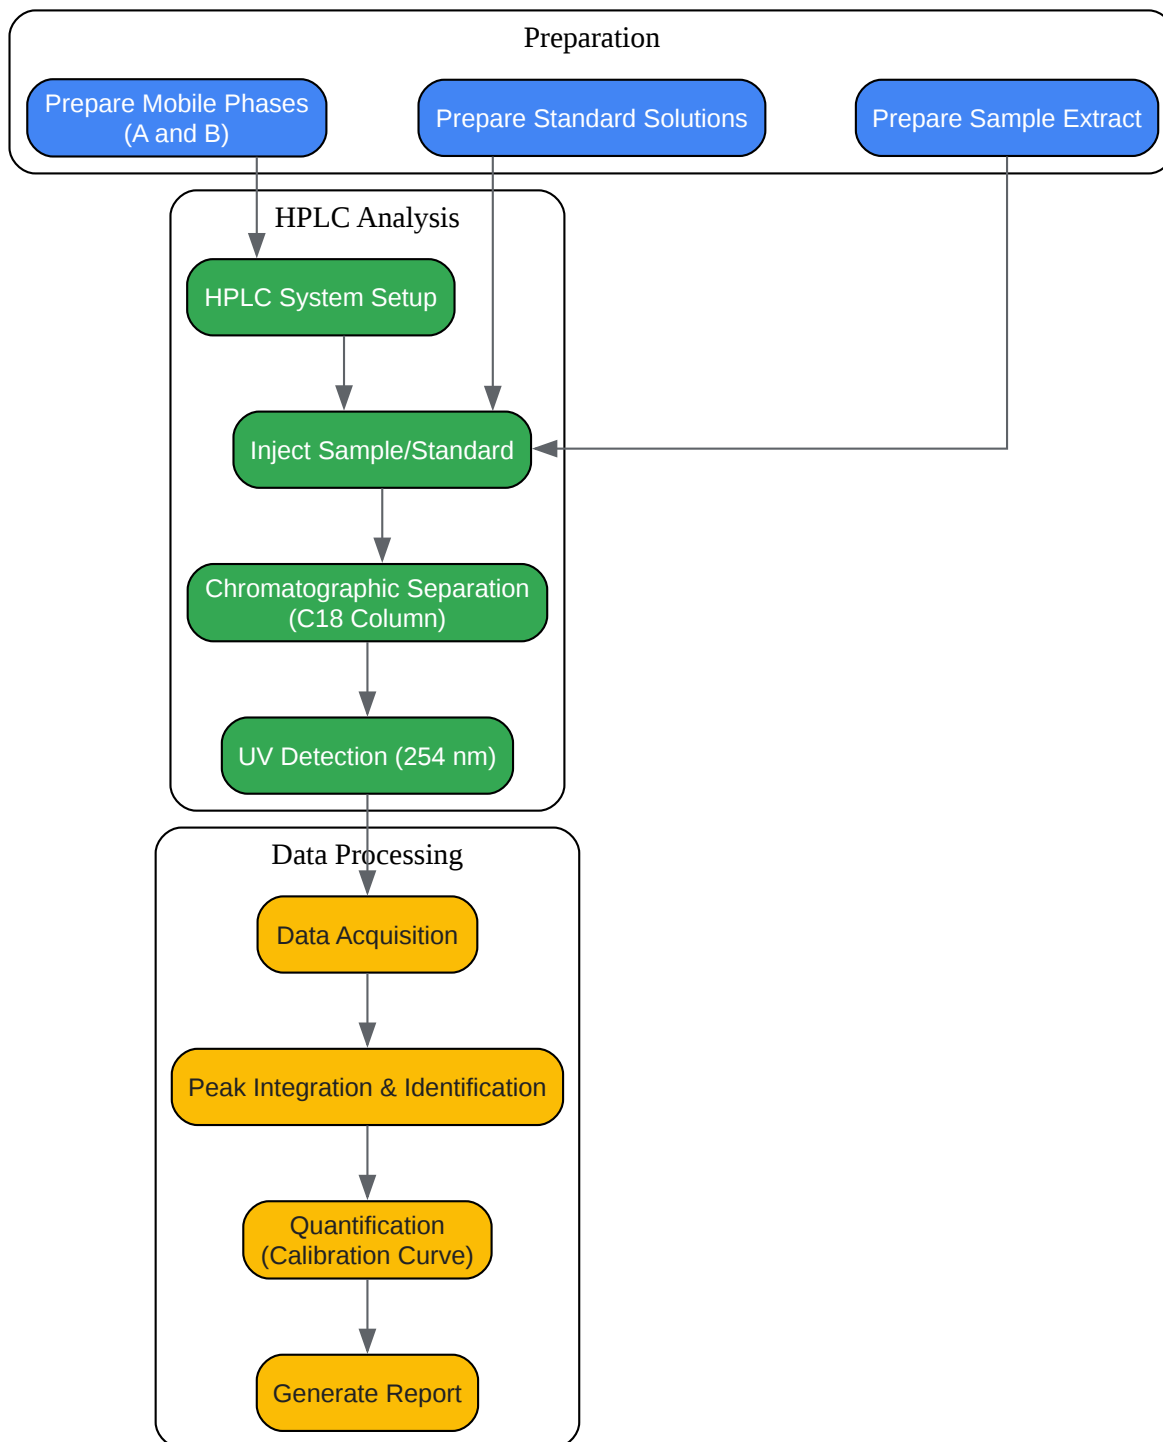 Preparation
Prepare Mobile Phases
(A and B)
Prepare Standard Solutions
Prepare Sample Extract
HPLC Analysis
HPLC System Setup
Inject Sample/Standard
Chromatographic Separation
(C18 Column)
UV Detection (254 nm)
Data Processing
Data Acquisition
Peak Integration & Identification
Quantification
(Calibration Curve)
Generate Report